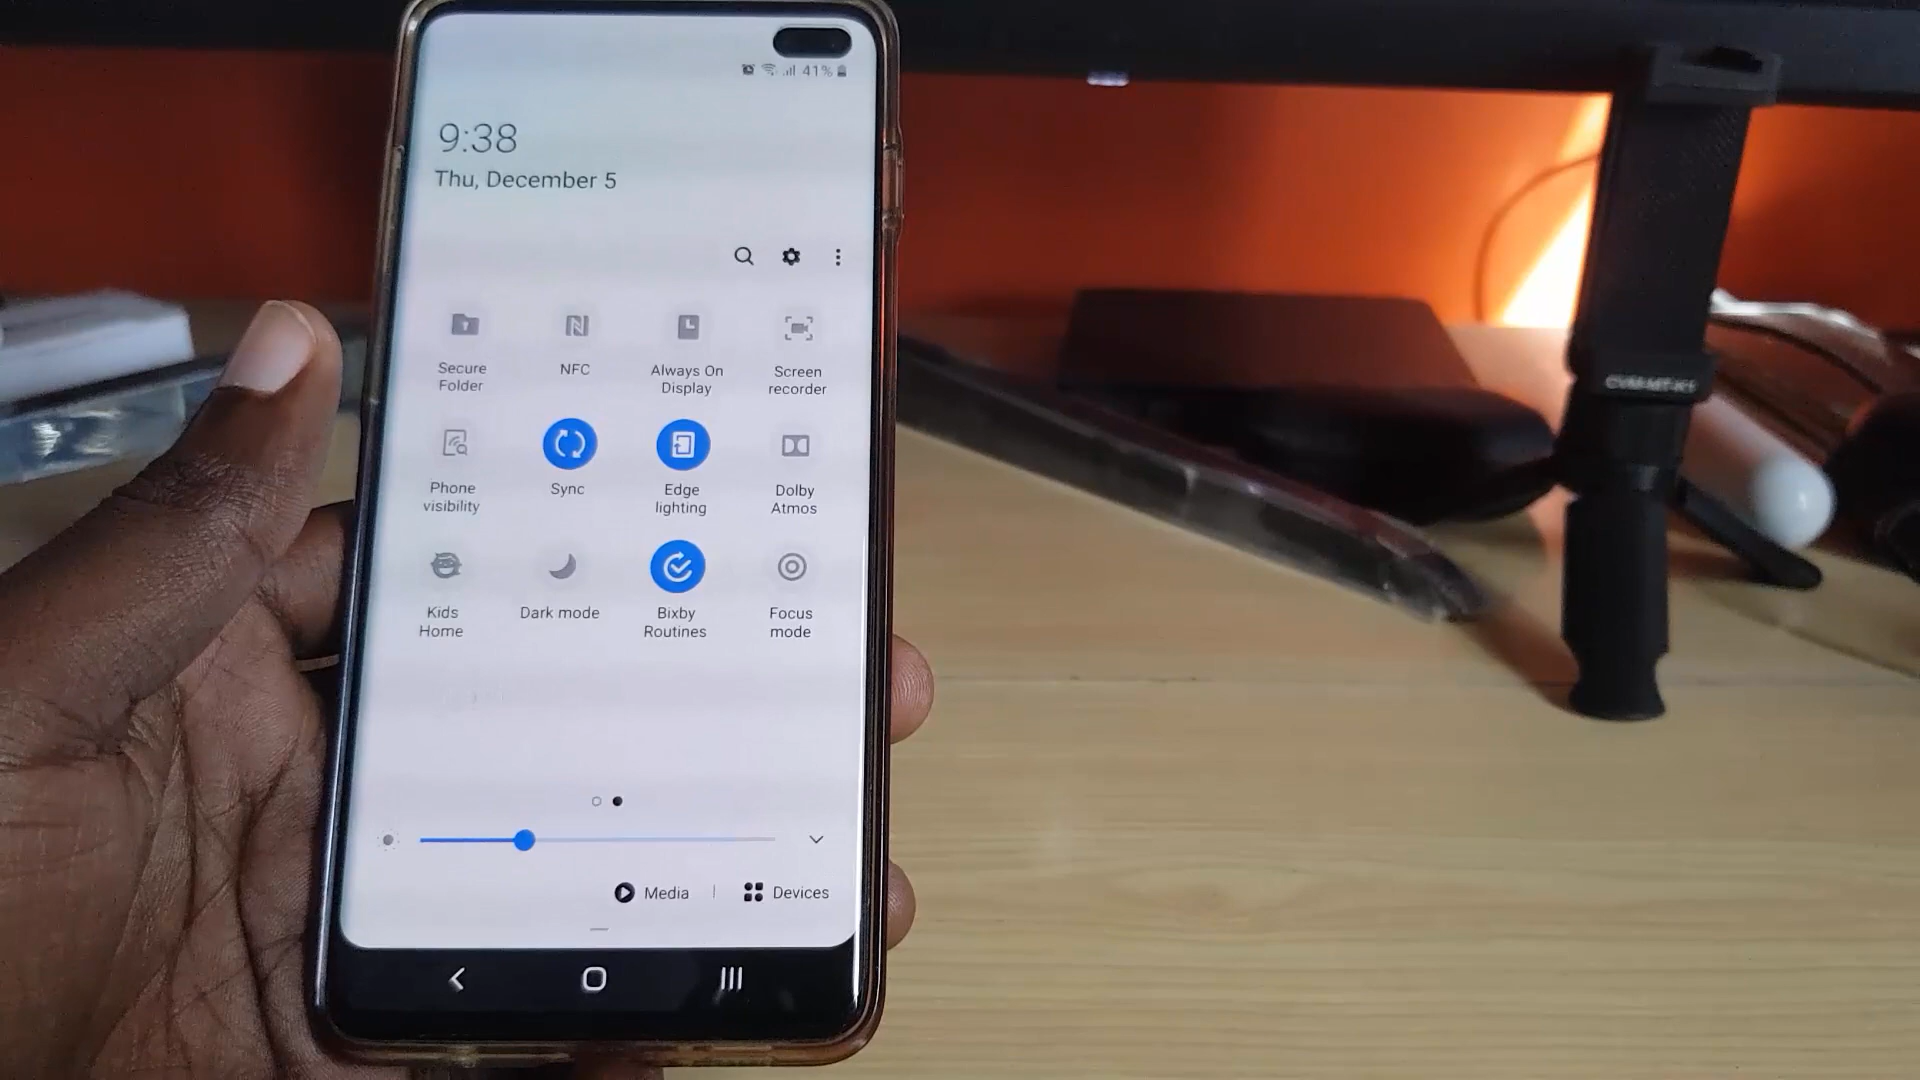 41%
9:38
Thu, December 5
Secure
Folder
NFC
Always On
Display
Screen
recorder
Phone
visibility
Sync
Edge
lighting
Dolby
Atmos
Kids
Home
Dark mode
Bixby
Routines
Focus
mode
Media
Devices